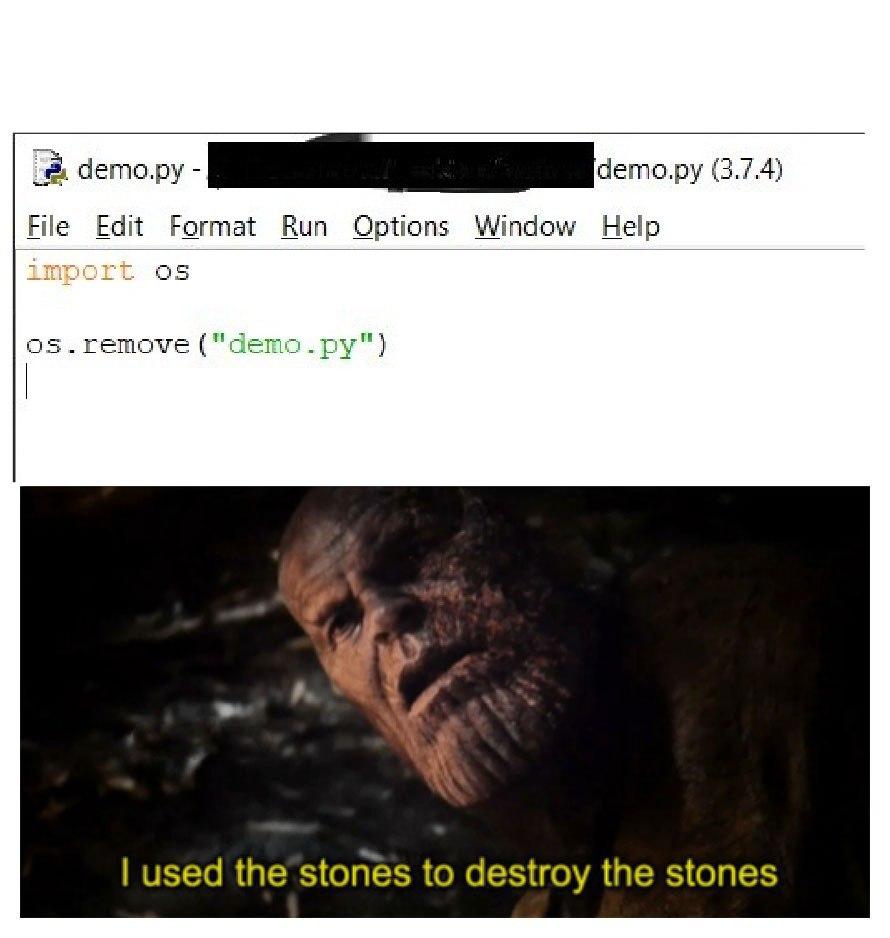 demo.py - demo.py (3.7.4)
File Edit Format Run Options Window Help
import os
os.remove("demo.py")
I used the stones to destroy the stones